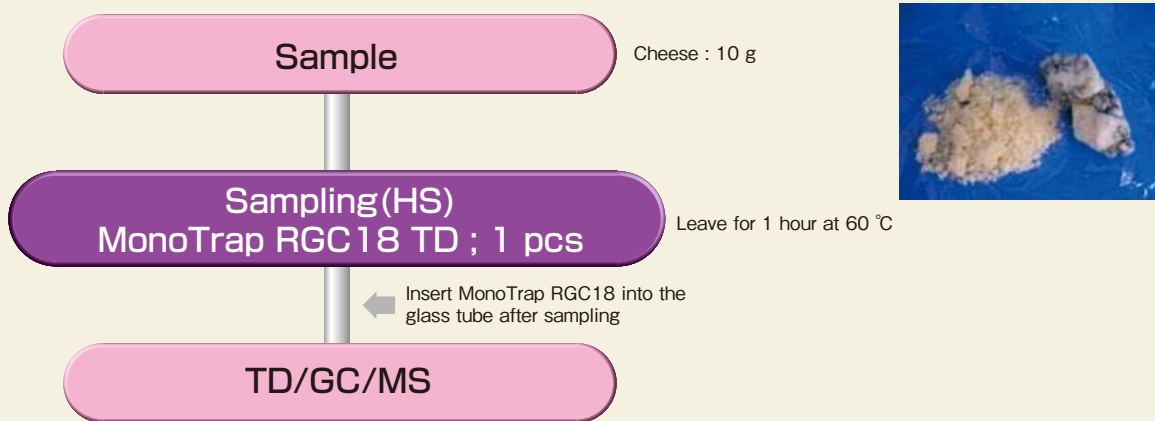 Sample
Cheese : 10 g
Sampling(HS)
MonoTrap RGC18 TD ; 1 pcs
Leave for 1 hour at 60 ℃
Insert MonoTrap RGC18 into the
glass tube after sampling
TD/GC/MS